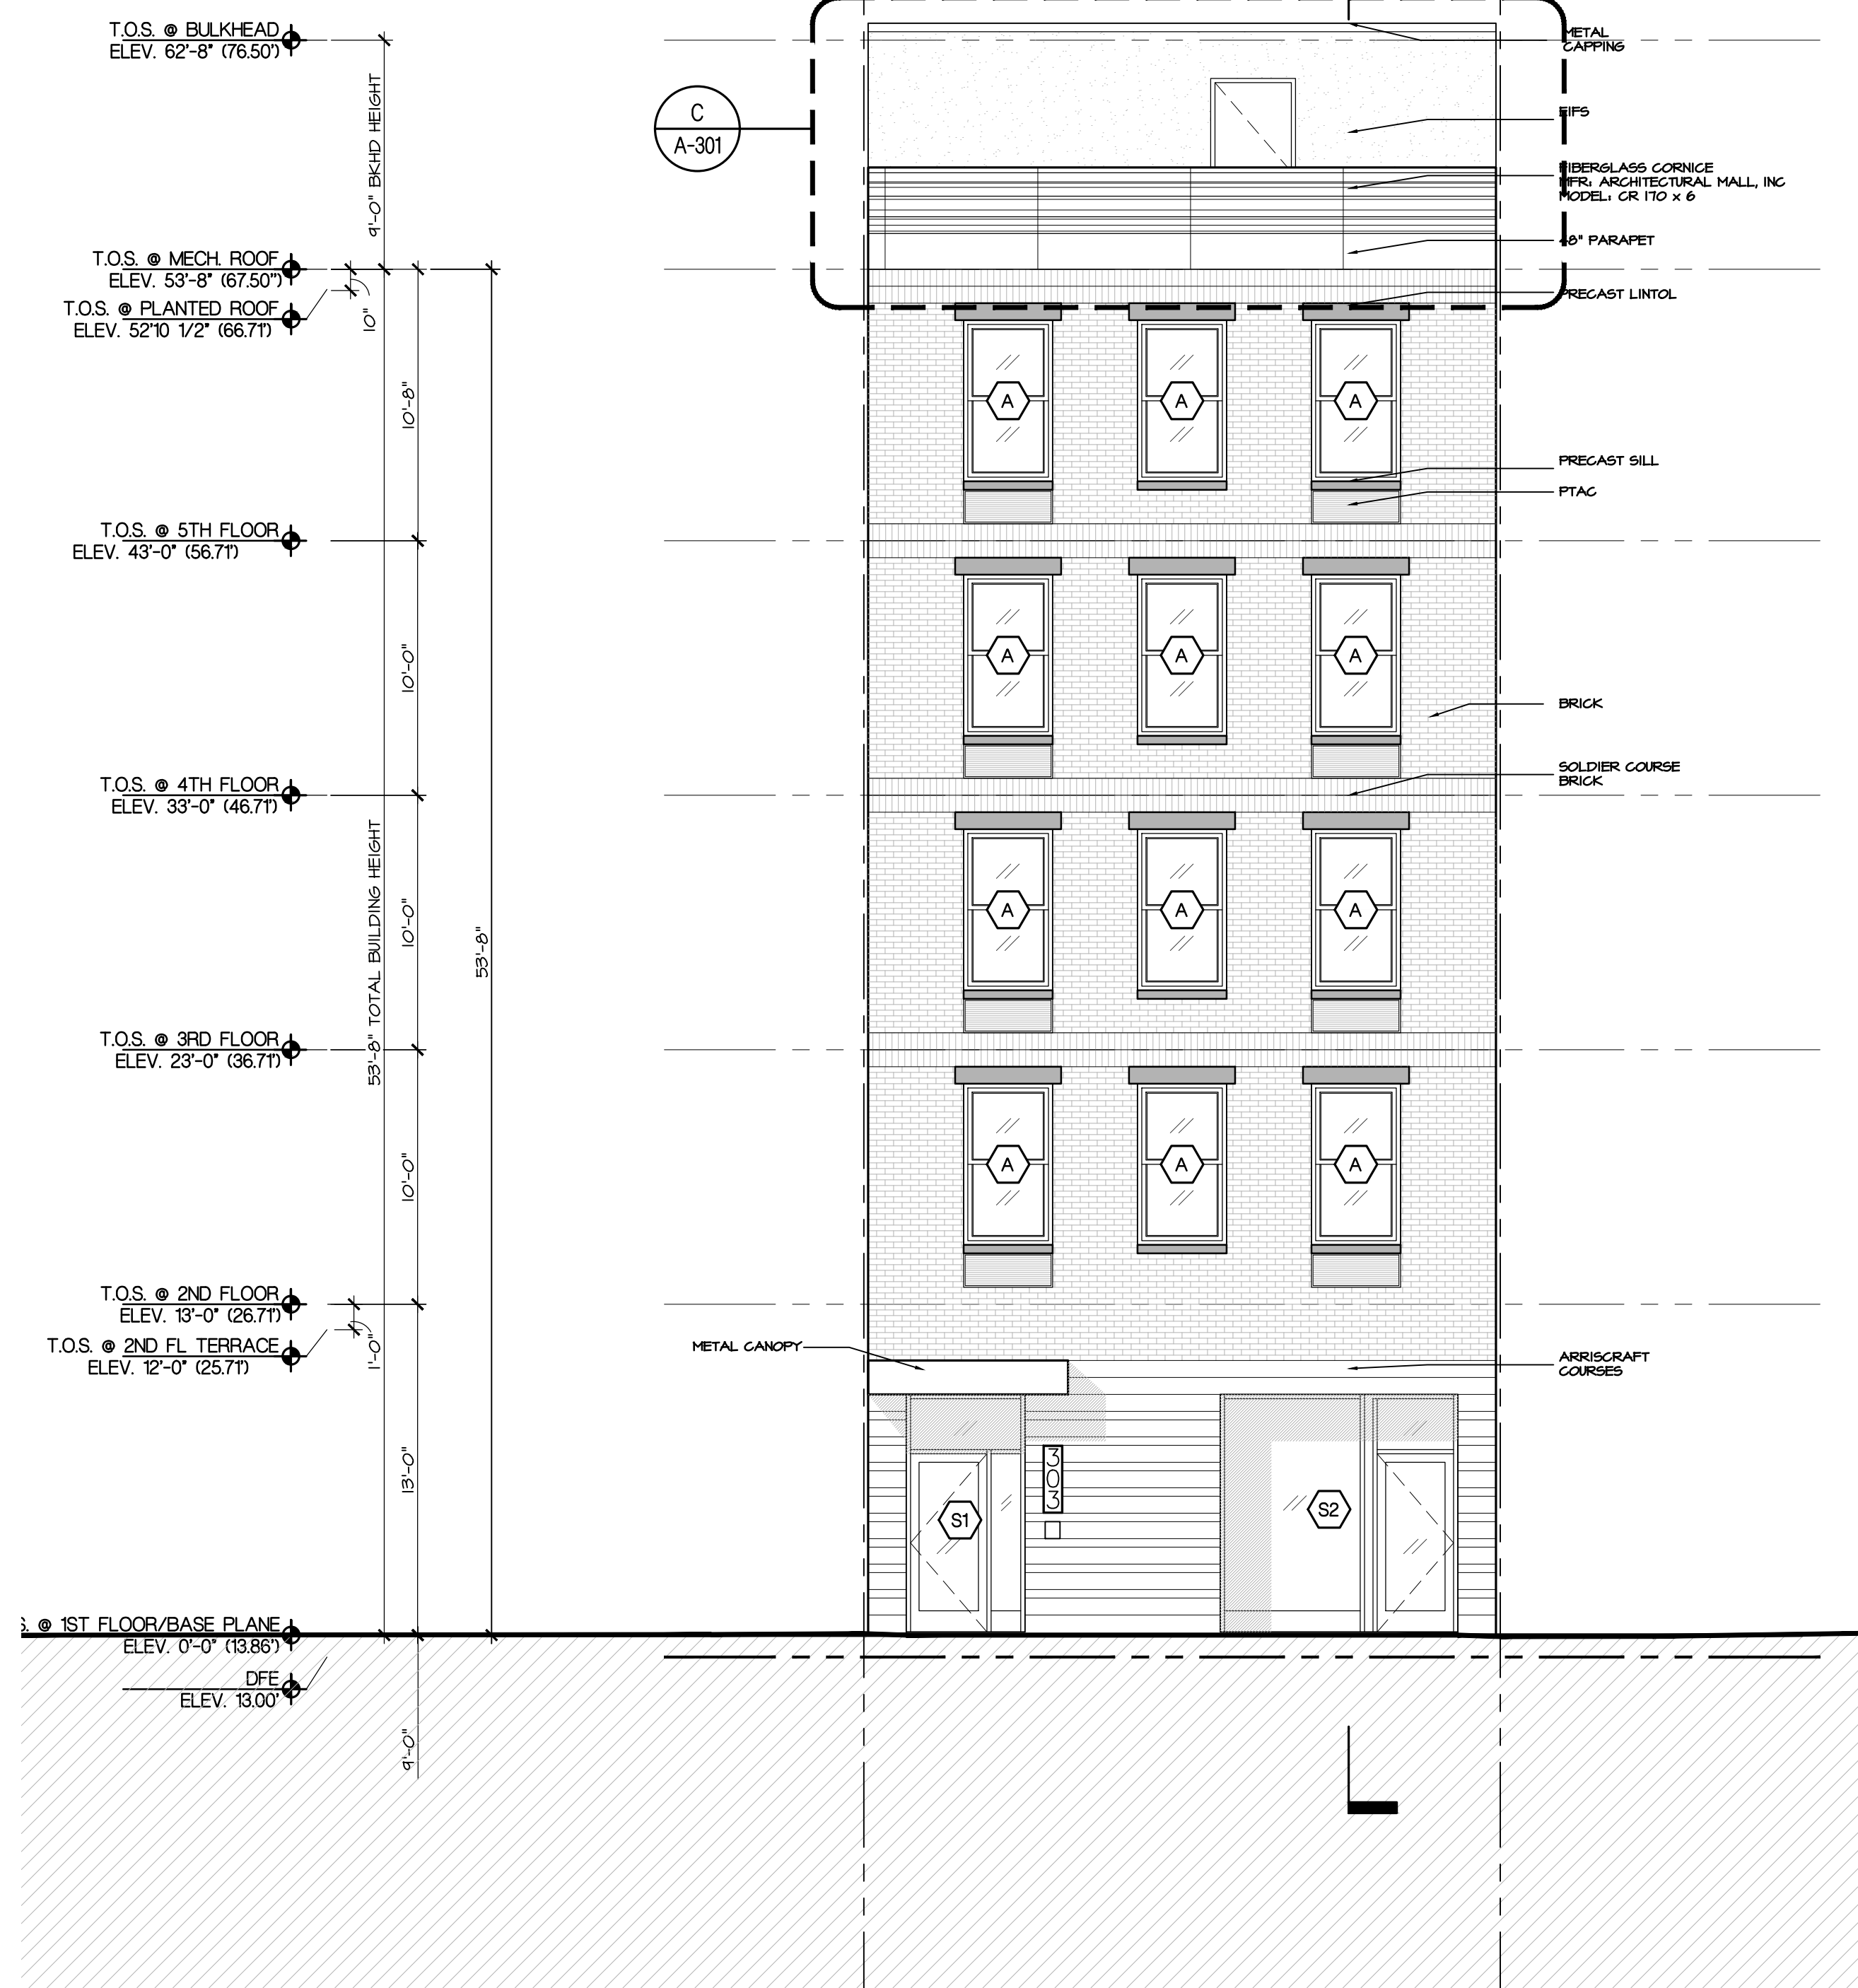 T.O.S. @ BULKHEAD
ELEV. 62'-8" (76.50')
METAL
CAPPING
9'-0" BKHD HEIGHT
C
A-301
EIFS
FIBERGLASS CORNICE
MFR: ARCHITECTURAL MALL, INC
MODEL: CR 170 x 6
48" PARAPET
T.O.S. @ MECH. ROOF
ELEV. 53'-8" (67.50")
T.O.S. @ PLANTED ROOF
ELEV. 52'10 1/2" (66.71')
10"
PRECAST LINTOL
10'-8"
A
A
A
PRECAST SILL
PTAC
T.O.S. @ 5TH FLOOR
ELEV. 43'-0" (56.71')
10'-0"
A
A
A
BRICK
SOLDIER COURSE
BRICK
T.O.S. @ 4TH FLOOR
ELEV. 33'-0" (46.71')
53'-8" TOTAL BUILDING HEIGHT
10'-0"
53'-8"
A
A
A
T.O.S. @ 3RD FLOOR
ELEV. 23'-0" (36.71')
10'-0"
A
A
A
T.O.S. @ 2ND FLOOR
ELEV. 13'-0" (26.71')
T.O.S. @ 2ND FL TERRACE
ELEV. 12'-0" (25.71')
1'-0"
METAL CANOPY
ARRISCRAFT
COURSES
13'-0"
303
S1
S2
S. @ 1ST FLOOR/BASE PLANE
ELEV. 0'-0" (13.86')
DFE
ELEV. 13.00'
9'-0"